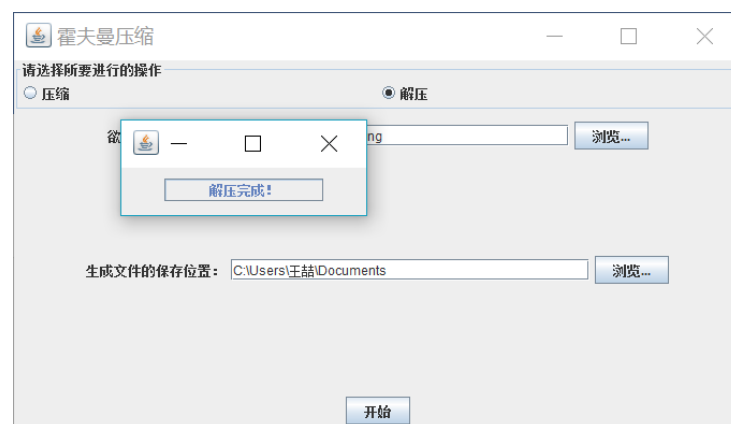 霍夫曼压缩
请选择所要进行的操作
压缩
解压
欲
ng
浏览...
解压完成!
生成文件的保存位置:
C:\Users\王喆\Documents
浏览...
开始